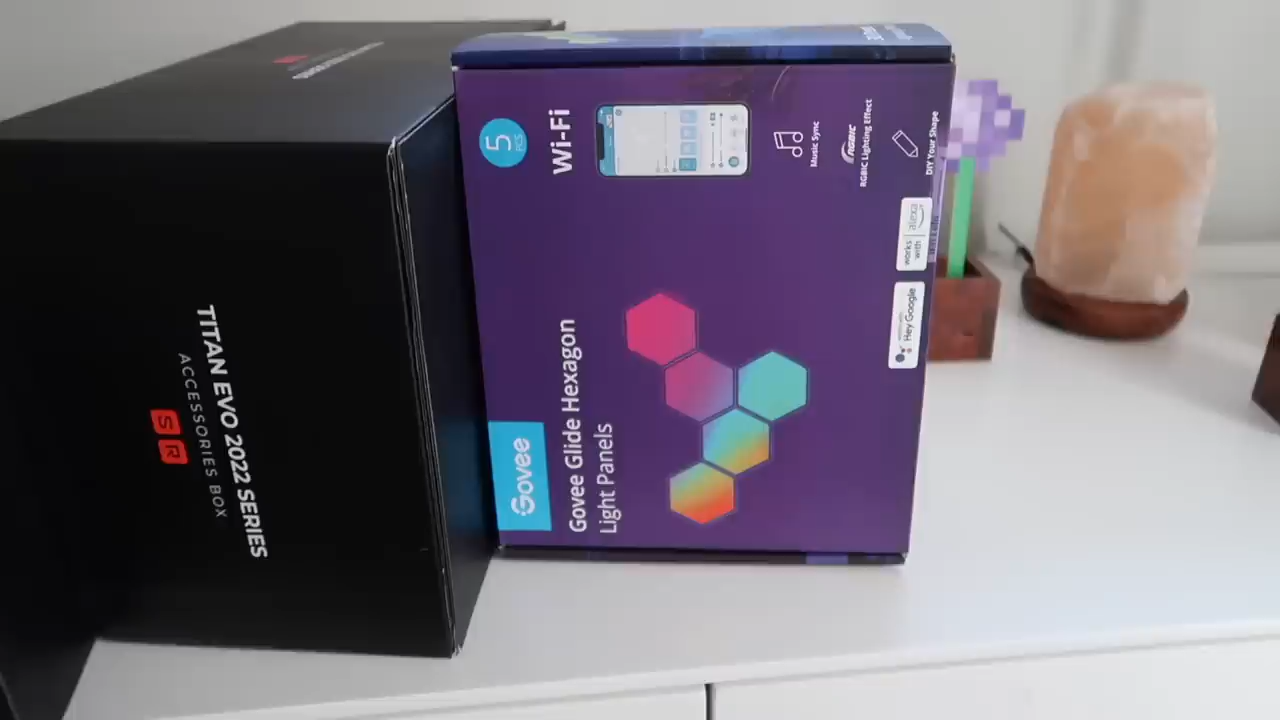 TITAN EVO 2022 SERIES
ACCESSORIES BOX
SR
5
PCS
Wi-Fi
Music Sync
RGBIC
RGBIC Lighting Effect
DIY Your Shape
works with
alexa
Hey Google
Govee
Govee Glide Hexagon
Light Panels